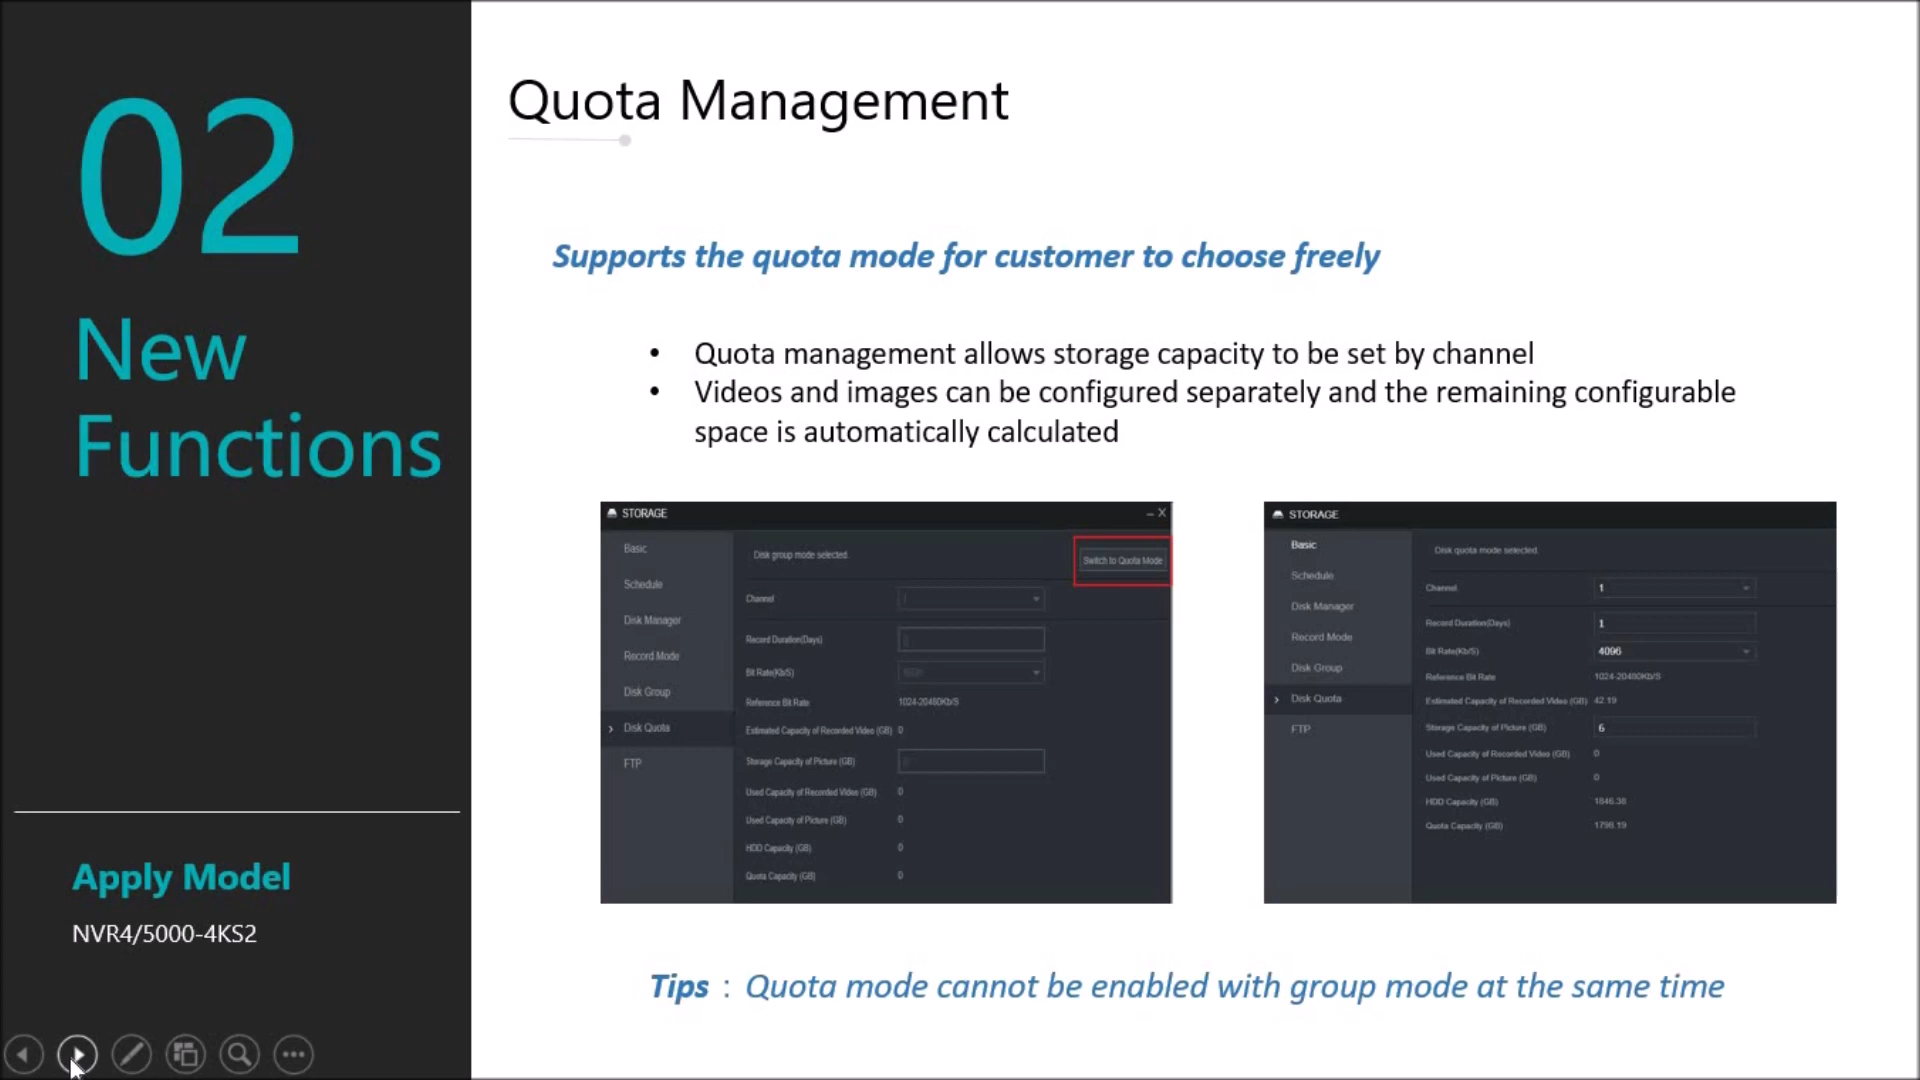 02
New
Functions
Apply Model
NVR4/5000-4KS2
Quota Management
Supports the quota mode for customer to choose freely
• Quota management allows storage capacity to be set by channel
• Videos and images can be configured separately and the remaining configurable
space is automatically calculated
STORAGE
Basic
Schedule
Disk Manager
Record Mode
Disk Group
Disk Quota
FTP
Disk group mode selected.
Switch to Quota Mode
Channel
Record Duration(Days)
Bit Rate(Kb/S)
Reference Bit Rate 1024-20480Kb/S
Estimated Capacity of Recorded Video (GB) 0
Storage Capacity of Picture (GB)
Used Capacity of Recorded Video (GB) 0
Used Capacity of Picture (GB) 0
HDD Capacity (GB) 0
Quota Capacity (GB) 0
STORAGE
Basic
Schedule
Disk Manager
Record Mode
Disk Group
Disk Quota
FTP
Disk quota mode selected.
Channel 1
Record Duration(Days) 1
Bit Rate(Kb/S) 4096
Reference Bit Rate 1024-20480Kb/S
Estimated Capacity of Recorded Video (GB) 42.19
Storage Capacity of Picture (GB) 6
Used Capacity of Recorded Video (GB) 0
Used Capacity of Picture (GB) 0
HDD Capacity (GB) 1846.38
Quota Capacity (GB) 1798.19
Tips : Quota mode cannot be enabled with group mode at the same time